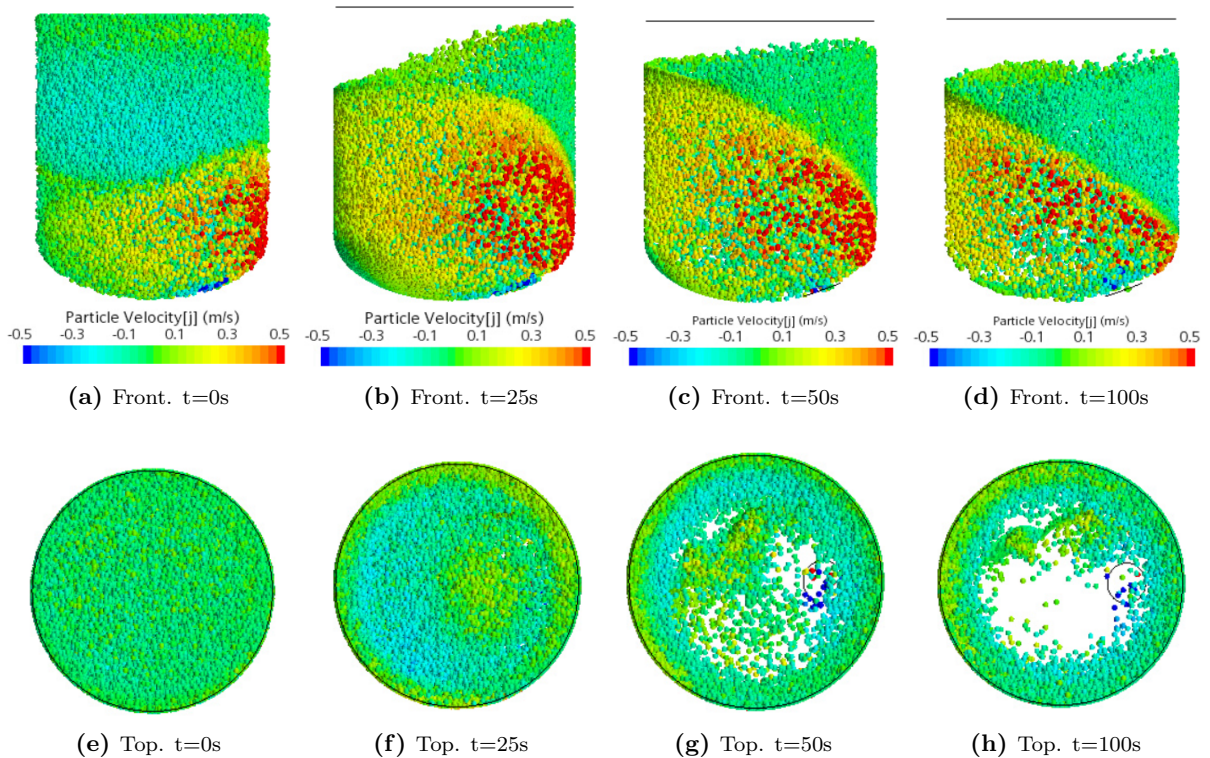 Particle Velocity[j] (m/s)
-0.5 -0.3 -0.1 0.1 0.3 0.5
Particle Velocity[j] (m/s)
-0.5 -0.3 -0.1 0.1 0.3 0.5
Particle Velocity[j] (m/s)
-0.5 -0.3 -0.1 0.1 0.3 0.5
Particle Velocity[j] (m/s)
-0.5 -0.3 -0.1 0.1 0.3 0.5
(a) Front. t=0s
(b) Front. t=25s
(c) Front. t=50s
(d) Front. t=100s
(e) Top. t=0s
(f) Top. t=25s
(g) Top. t=50s
(h) Top. t=100s